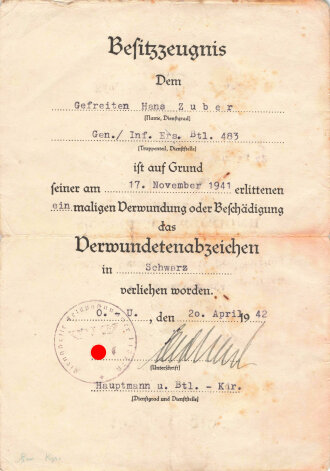 Besitzzeugnis
Dem
Gefreiten Hans Zuber
(Name, Dienstgrad)
Gen./ Inf. Ers. Btl. 483
(Truppenteil, Dienststelle)
ist auf Grund
seiner am 17. November 1941 erlittenen
ein maligen Verwundung oder Beschädigung
das
Verwundetenabzeichen
in Schwarz
verliehen worden.
O. U., den 20. April 1942
(Unterschrift)
Hauptmann u. Btl. - Kdr.
(Dienstgrad und Dienststelle)